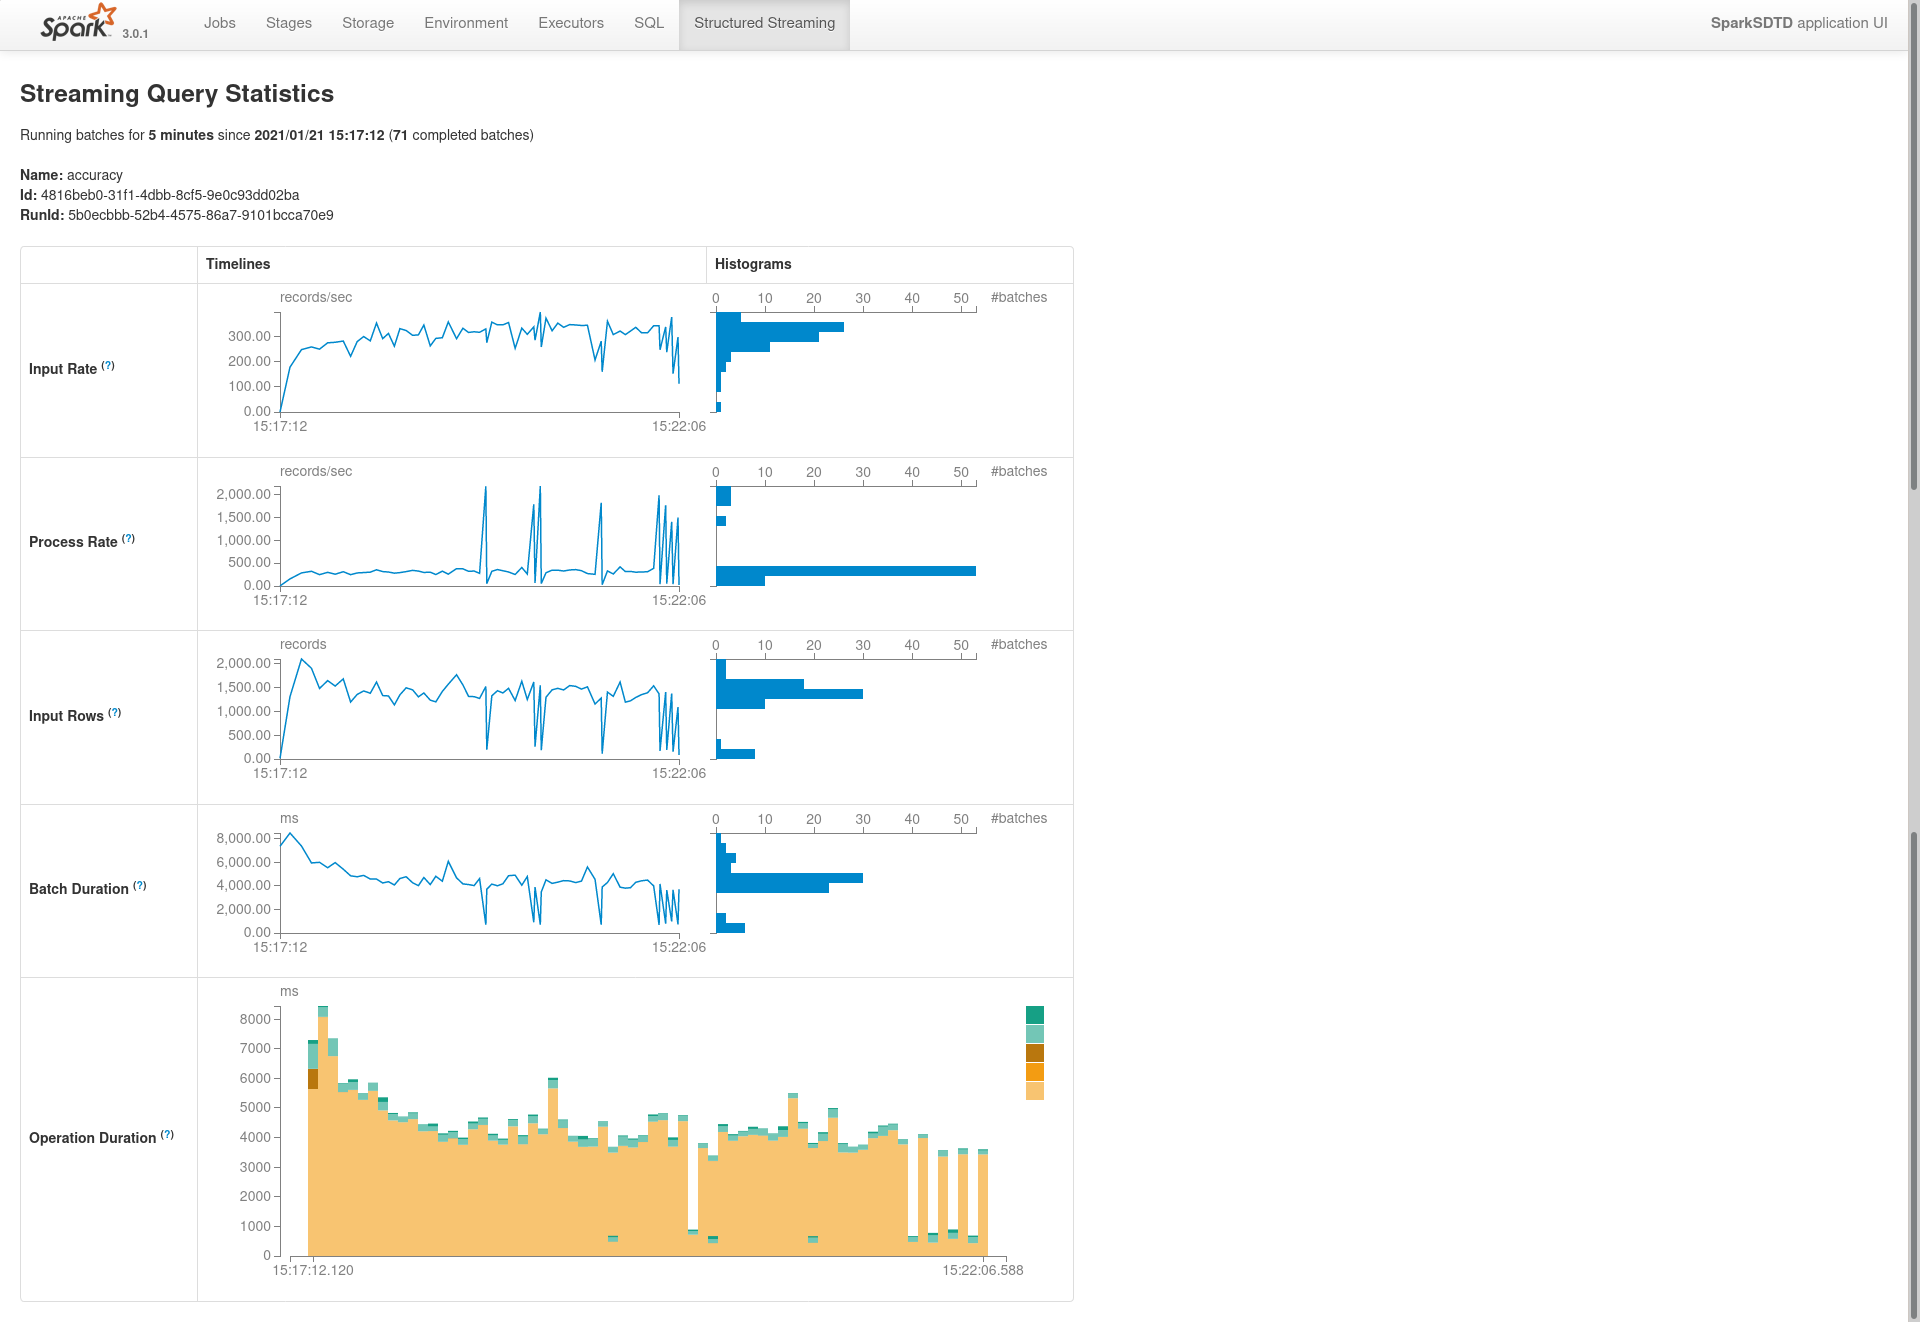 APACHE
Spark 3.0.1 Jobs Stages Storage Environment Executors SQL Structured Streaming SparkSDTD application UI
Streaming Query Statistics
Running batches for 5 minutes since 2021/01/21 15:17:12 (71 completed batches)
Name: accuracy
Id: 4816beb0-31f1-4dbb-8cf5-9e0c93dd02ba
RunId: 5b0ecbbb-52b4-4575-86a7-9101bcca70e9
Timelines Histograms
Input Rate (?)
records/sec
300.00
200.00
100.00
0.00
15:17:12 15:22:06
0 10 20 30 40 50 #batches
Process Rate (?)
records/sec
2,000.00
1,500.00
1,000.00
500.00
0.00
15:17:12 15:22:06
0 10 20 30 40 50 #batches
Input Rows (?)
records
2,000.00
1,500.00
1,000.00
500.00
0.00
15:17:12 15:22:06
0 10 20 30 40 50 #batches
Batch Duration (?)
ms
8,000.00
6,000.00
4,000.00
2,000.00
0.00
15:17:12 15:22:06
0 10 20 30 40 50 #batches
Operation Duration (?)
ms
8000
7000
6000
5000
4000
3000
2000
1000
0
15:17:12.120 15:22:06.588